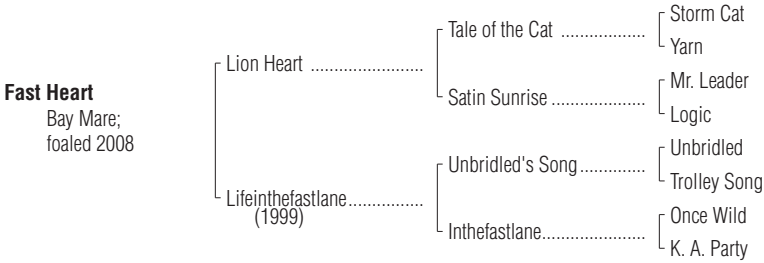 Storm Cat
Tale of the Cat ...................
Yarn
Lion Heart ........................
Mr. Leader
Satin Sunrise ....................
Logic
Fast Heart
Bay Mare;
foaled 2008
Unbridled
Unbridled's Song..............
Trolley Song
Lifeinthefastlane................
(1999)
Once Wild
Inthefastlane......................
K. A. Party